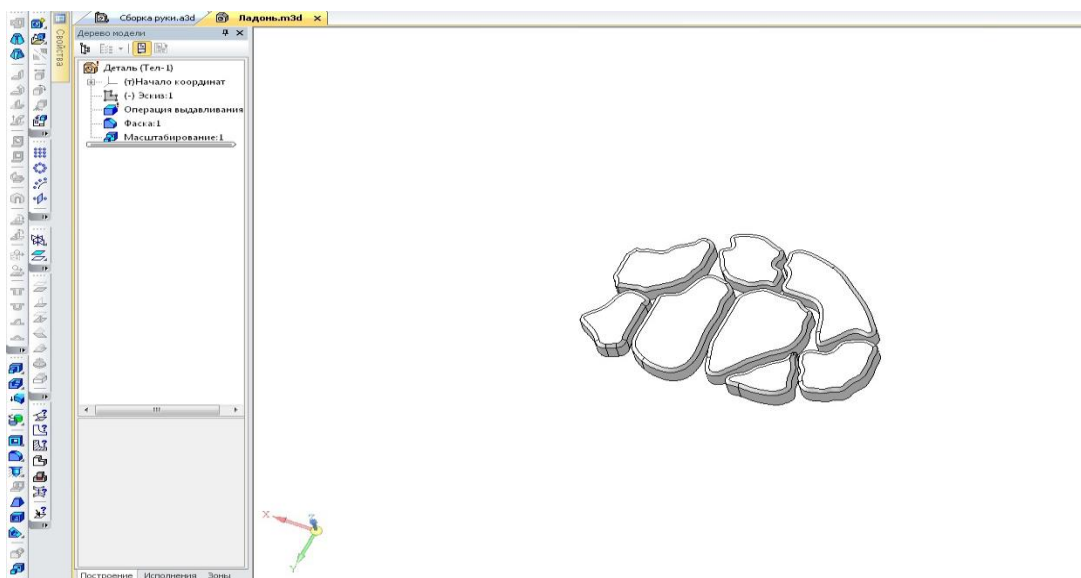 Сборка руки.a3d
Ладонь.m3d
Свойства
Дерево модели
Деталь (Тел-1)
(т)Начало координат
(-) Эскиз:1
Операция выдавливания
Фаска:1
Масштабирование:1
X
Z
Y
Построение Исполнения Зоны